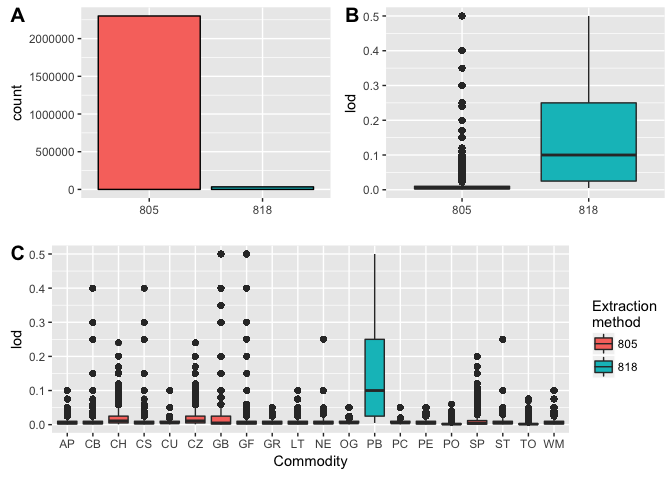 A
count
2000000
1500000
1000000
500000
0
805 818
B
lod
0.5
0.4
0.3
0.2
0.1
0.0
805 818
C
lod
0.5
0.4
0.3
0.2
0.1
0.0
AP CB CH CS CU CZ GB GF GR LT NE OG PB PC PE PO SP ST TO WM
Commodity
Extraction
method
805
818